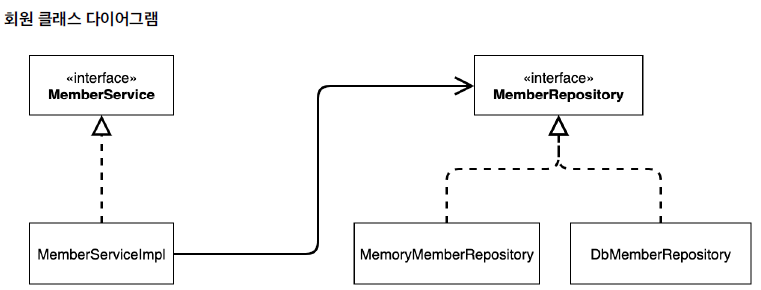 회원 클래스 다이어그램
«interface»
MemberService
«interface»
MemberRepository
MemberServiceImpl
MemoryMemberRepository
DbMemberRepository